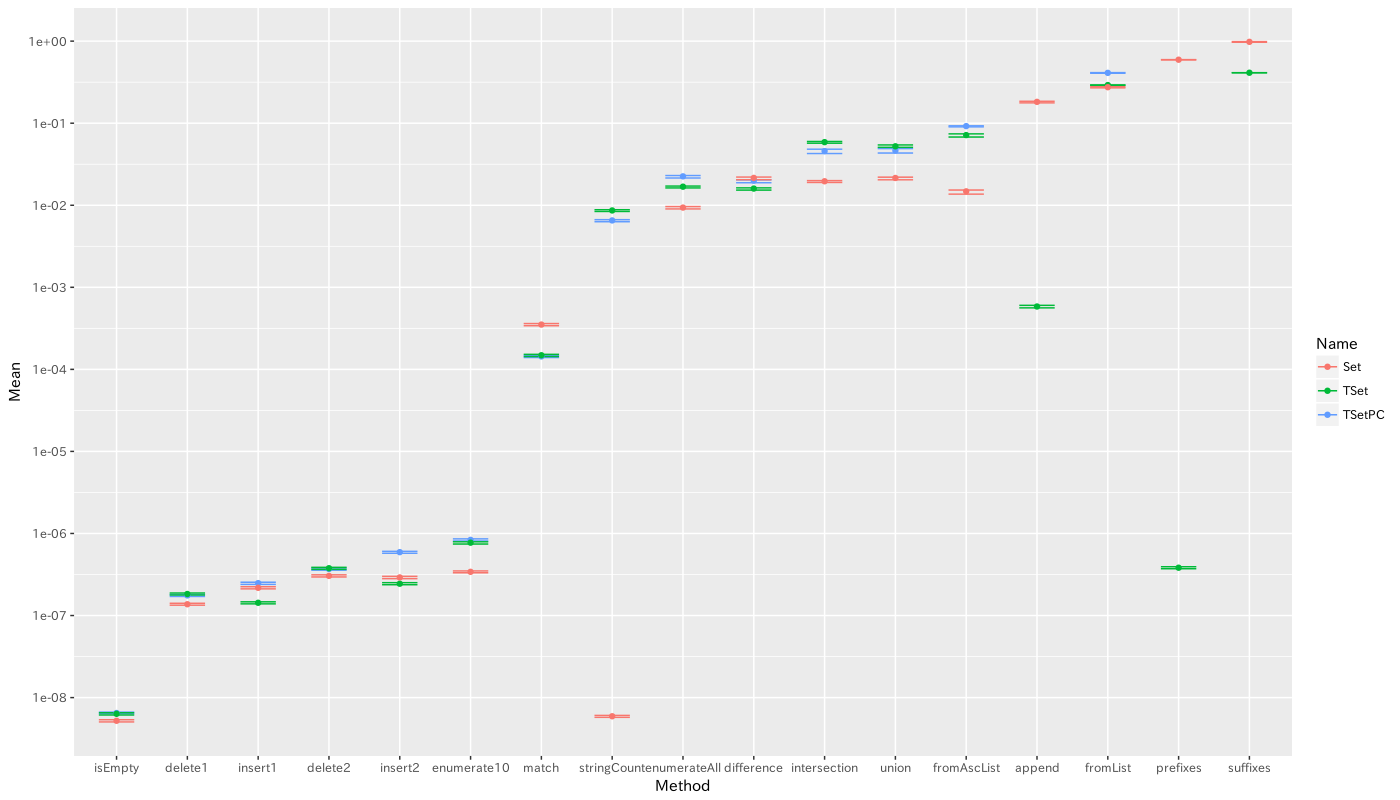 1e+00
1e-01
1e-02
1e-03
1e-04
1e-05
1e-06
1e-07
1e-08
Mean
isEmpty delete1 insert1 delete2 insert2 enumerate10 match stringCount enumerateAll difference intersection union fromAscList append fromList prefixes suffixes
Method
Name
Set
TSet
TSetPC